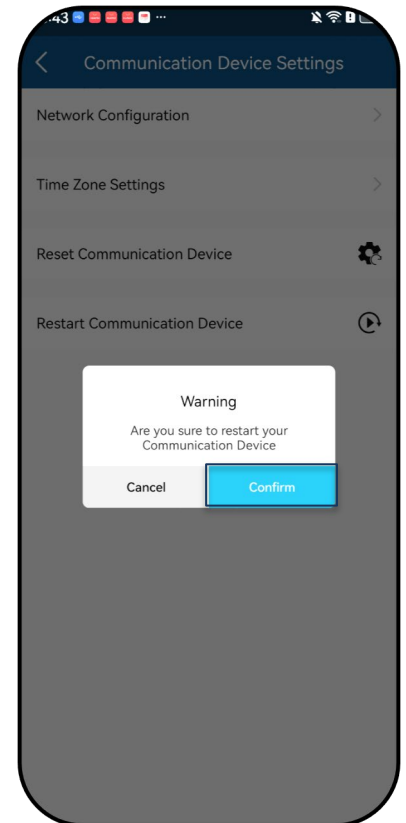 :43
Communication Device Settings
Network Configuration
Time Zone Settings
Reset Communication Device
Restart Communication Device
Warning
Are you sure to restart your
Communication Device
Cancel Confirm